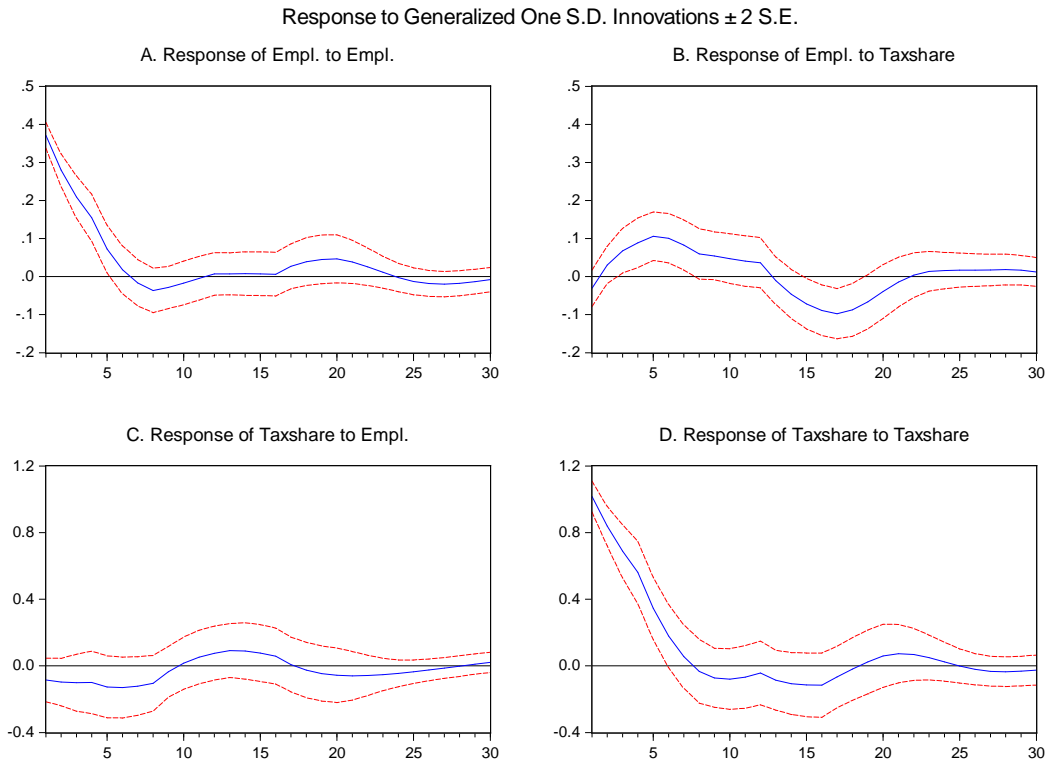 Response to Generalized One S.D. Innovations ± 2 S.E.
A. Response of Empl. to Empl.
.5
.4
.3
.2
.1
.0
-.1
-.2
5 10 15 20 25 30
B. Response of Empl. to Taxshare
.5
.4
.3
.2
.1
.0
-.1
-.2
5 10 15 20 25 30
C. Response of Taxshare to Empl.
1.2
0.8
0.4
0.0
-0.4
5 10 15 20 25 30
D. Response of Taxshare to Taxshare
1.2
0.8
0.4
0.0
-0.4
5 10 15 20 25 30